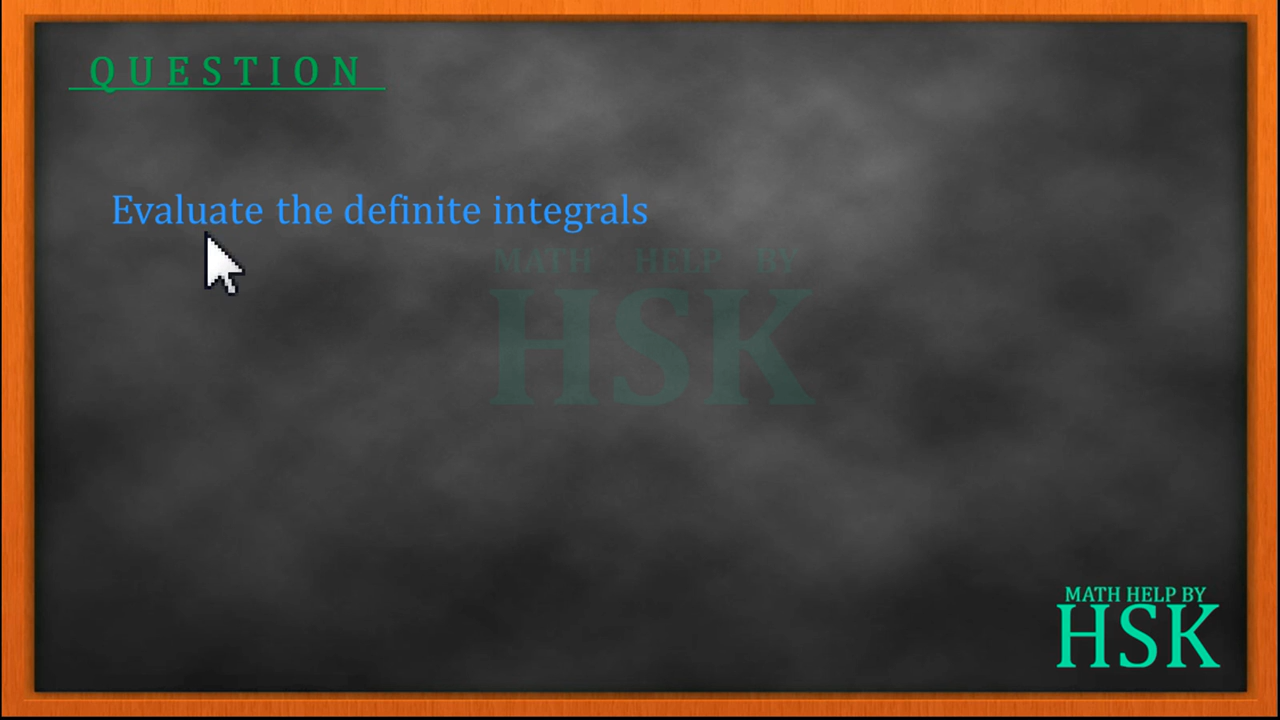 QUESTION
Evaluate the definite integrals
MATH HELP BY
HSK
MATH HELP BY
HSK